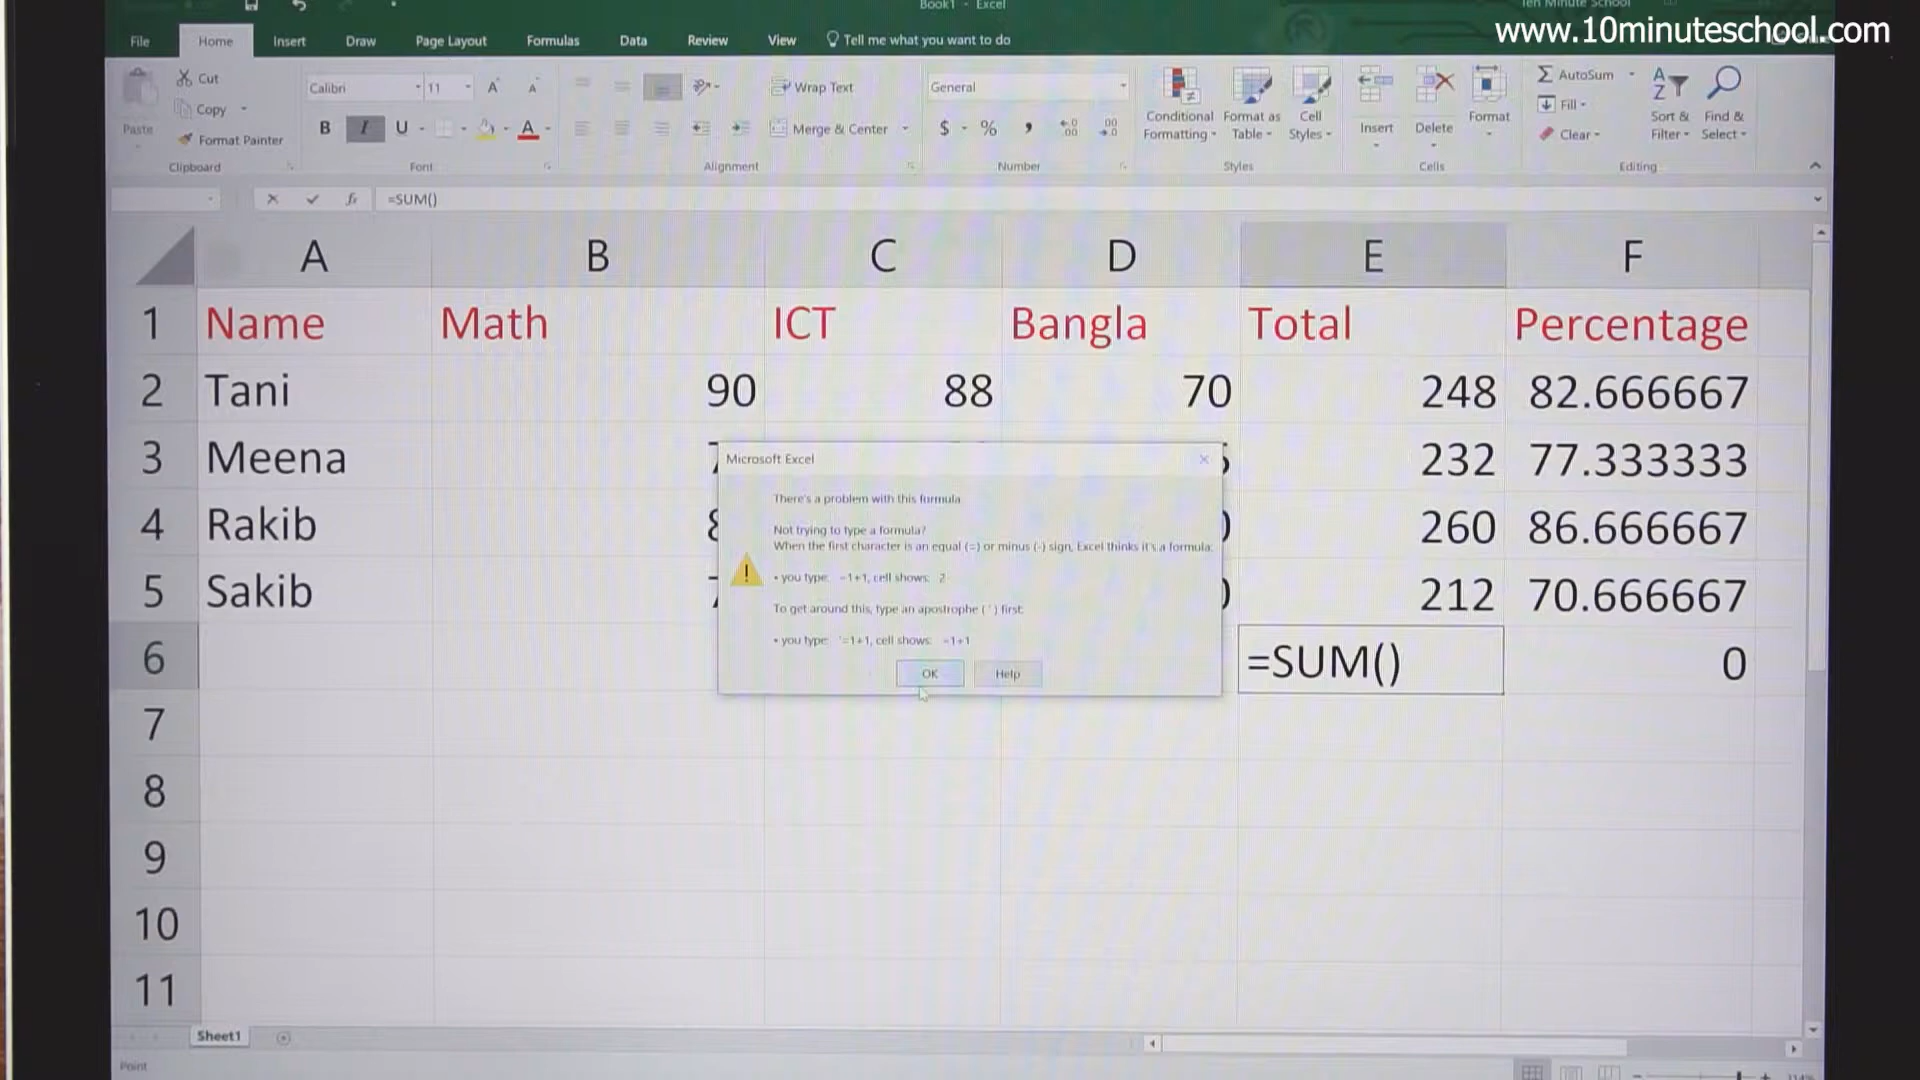 Book1 - Excel
Ten Minute School
www.10minuteschool.com
File Home Insert Draw Page Layout Formulas Data Review View Tell me what you want to do
Cut
Copy
Format Painter
Paste
Clipboard
Calibri 11
B I U
Font
Wrap Text
Merge & Center
Alignment
General
$ %
Number
Conditional Formatting
Format as Table
Cell Styles
Styles
Insert
Delete
Format
Cells
AutoSum
Fill
Clear
Sort & Filter
Find & Select
Editing
fx =SUM()
A B C D E F
1 Name Math ICT Bangla Total Percentage
2 Tani 90 88 70 248 82.666667
3 Meena 232 77.333333
4 Rakib 260 86.666667
5 Sakib 212 70.666667
6 =SUM() 0
7
8
9
10
11
Microsoft Excel
There's a problem with this formula.
Not trying to type a formula?
When the first character is an equal (=) or minus (-) sign, Excel thinks it's a formula:
• you type: =1+1, cell shows: 2
To get around this, type an apostrophe ( ' ) first:
• you type: '=1+1, cell shows: =1+1
OK Help
Sheet1
Point